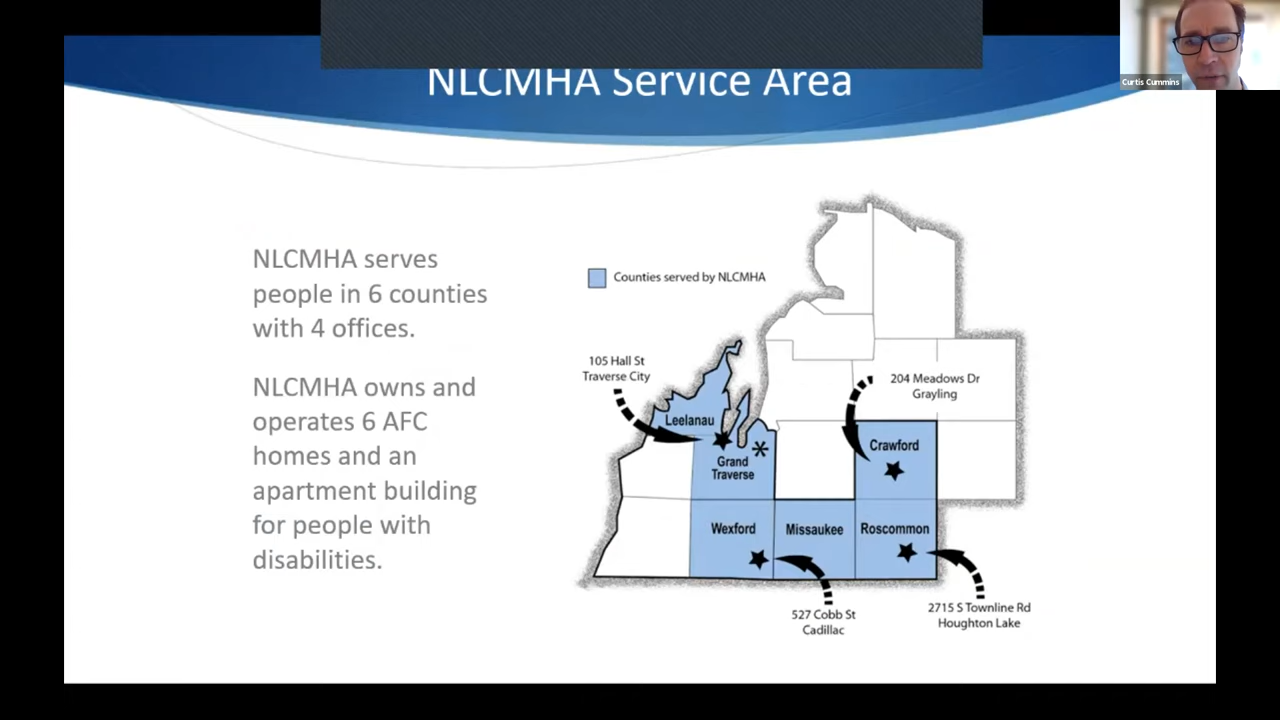 Curtis Cummins
NLCMHA Service Area
NLCMHA serves
people in 6 counties
with 4 offices.
NLCMHA owns and
operates 6 AFC
homes and an
apartment building
for people with
disabilities.
Counties served by NLCMHA
105 Hall St
Traverse City
204 Meadows Dr
Grayling
Leelanau
Grand
Traverse
Crawford
Wexford
Missaukee
Roscommon
527 Cobb St
Cadillac
2715 S Townline Rd
Houghton Lake